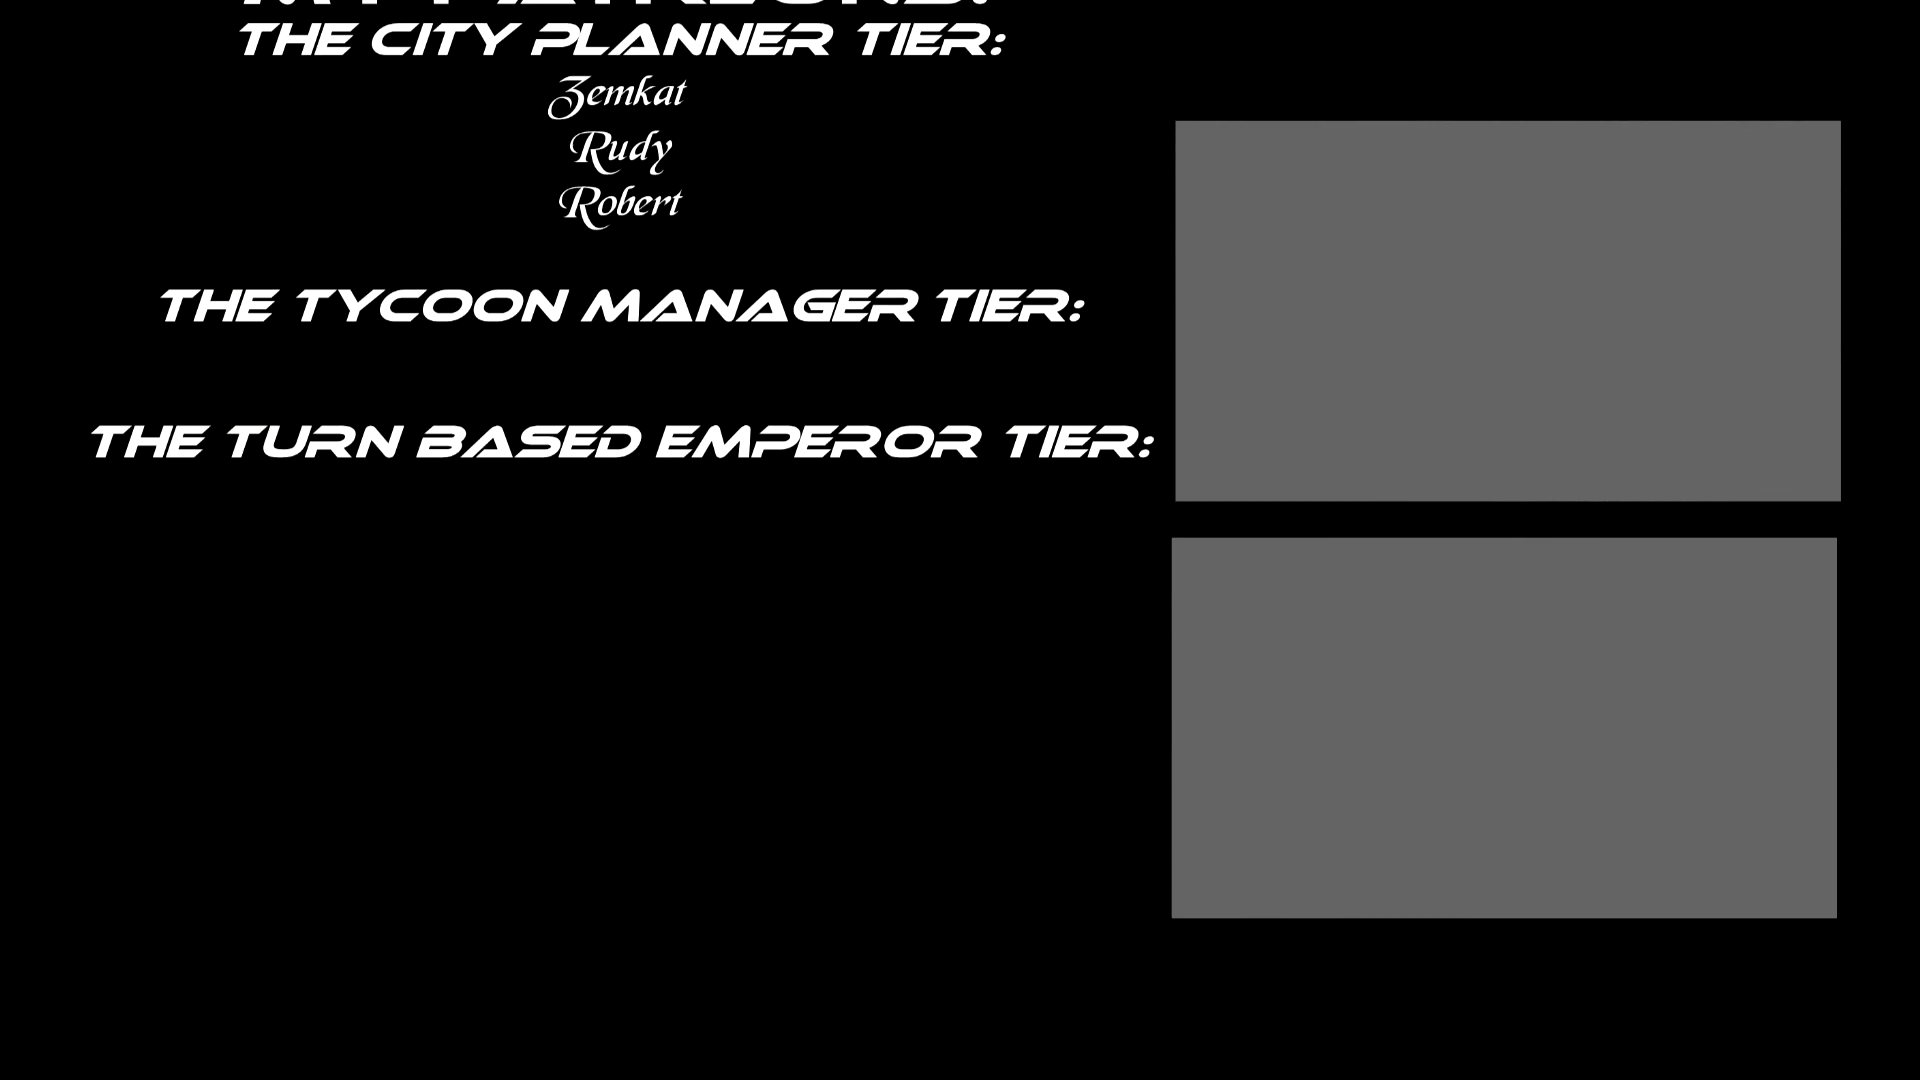 THE CITY PLANNER TIER:
Zemkat
Rudy
Robert
THE TYCOON MANAGER TIER:
THE TURN BASED EMPEROR TIER: